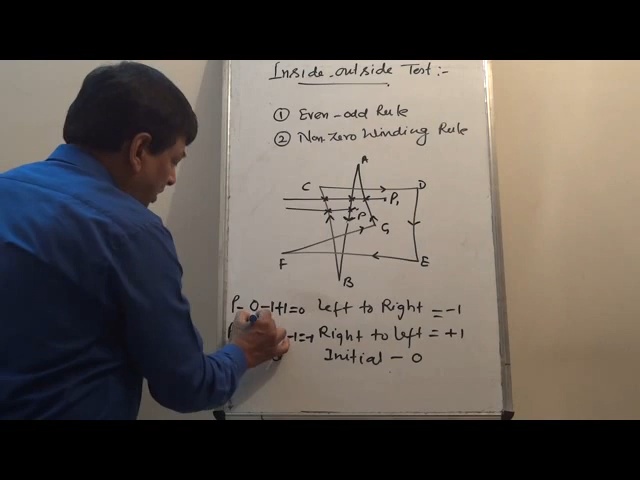 Inside-outside Test:-
① Even-odd Rule
② Non Zero Winding Rule
A
C D
P₁
P
G
F E
B
P- 0-1+1=0 Left to Right = -1
-1=-1 Right to left = +1
Initial - 0